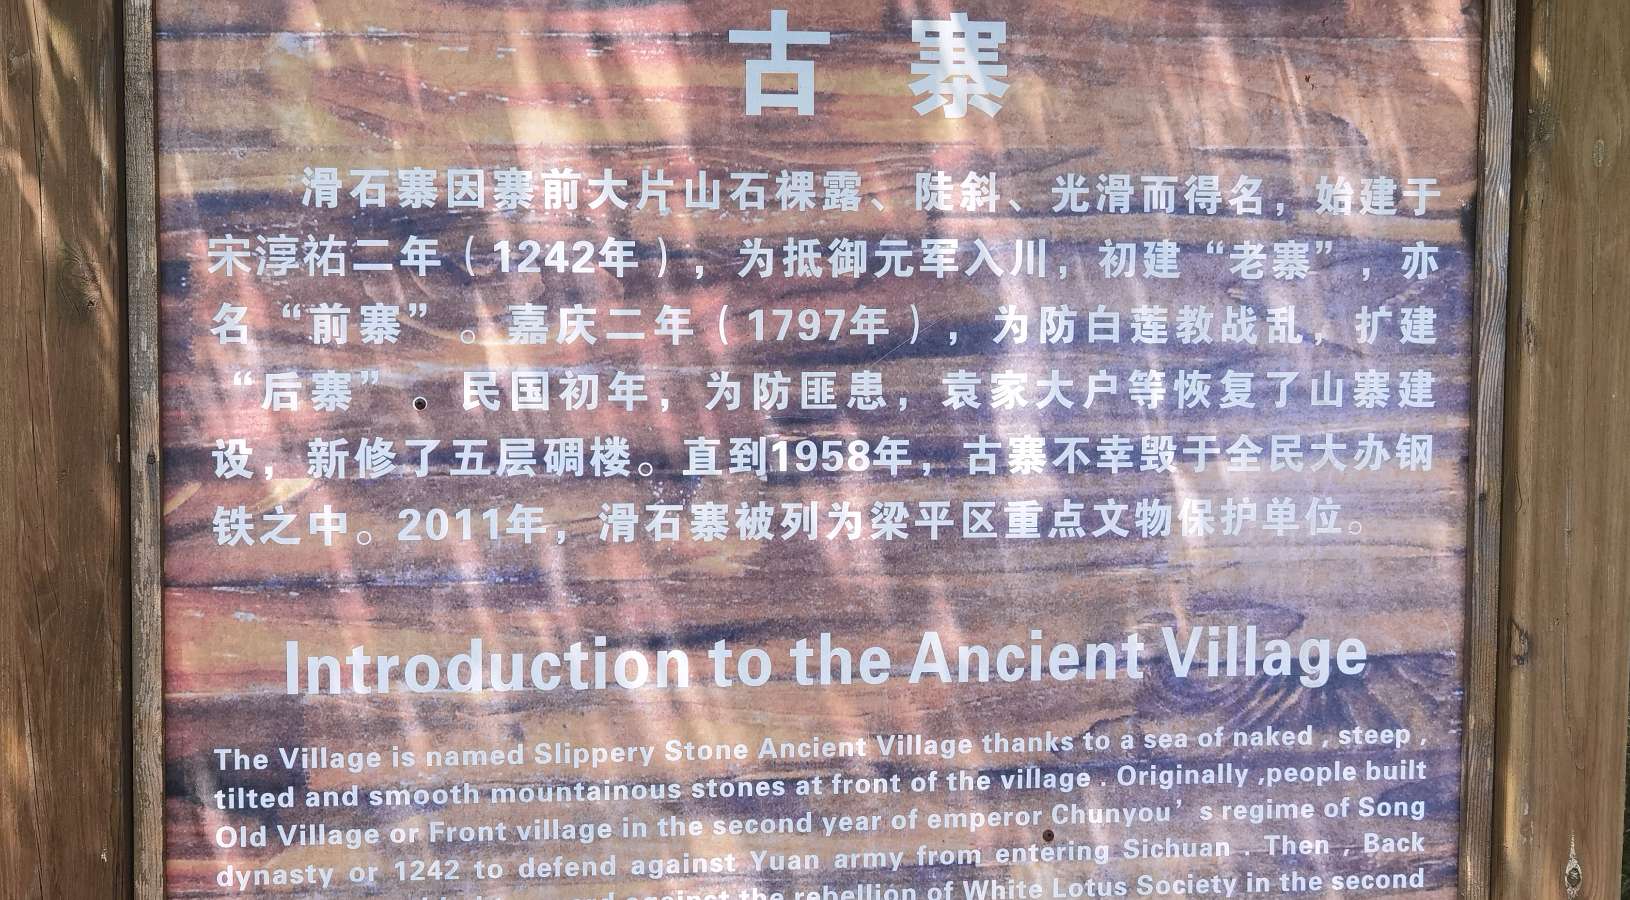 古寨
滑石寨因寨前大片山石裸露、陡斜、光滑而得名，始建于
宋淳祐二年（1242年），为抵御元军入川，初建“老寨”，亦
名“前寨”。嘉庆二年（1797年），为防白莲教战乱，扩建
“后寨”。民国初年，为防匪患，袁家大户等恢复了山寨建
设，新修了五层碉楼。直到1958年，古寨不幸毁于全民大办钢
铁之中。2011年，滑石寨被列为梁平区重点文物保护单位。
Introduction to the Ancient Village
The Village is named Slippery Stone Ancient Village thanks to a sea of naked , steep ,
tilted and smooth mountainous stones at front of the village . Originally ,people built
Old Village or Front village in the second year of emperor Chunyou’s regime of Song
dynasty or 1242 to defend against Yuan army from entering Sichuan . Then , Back
against the rebellion of White Lotus Society in the second